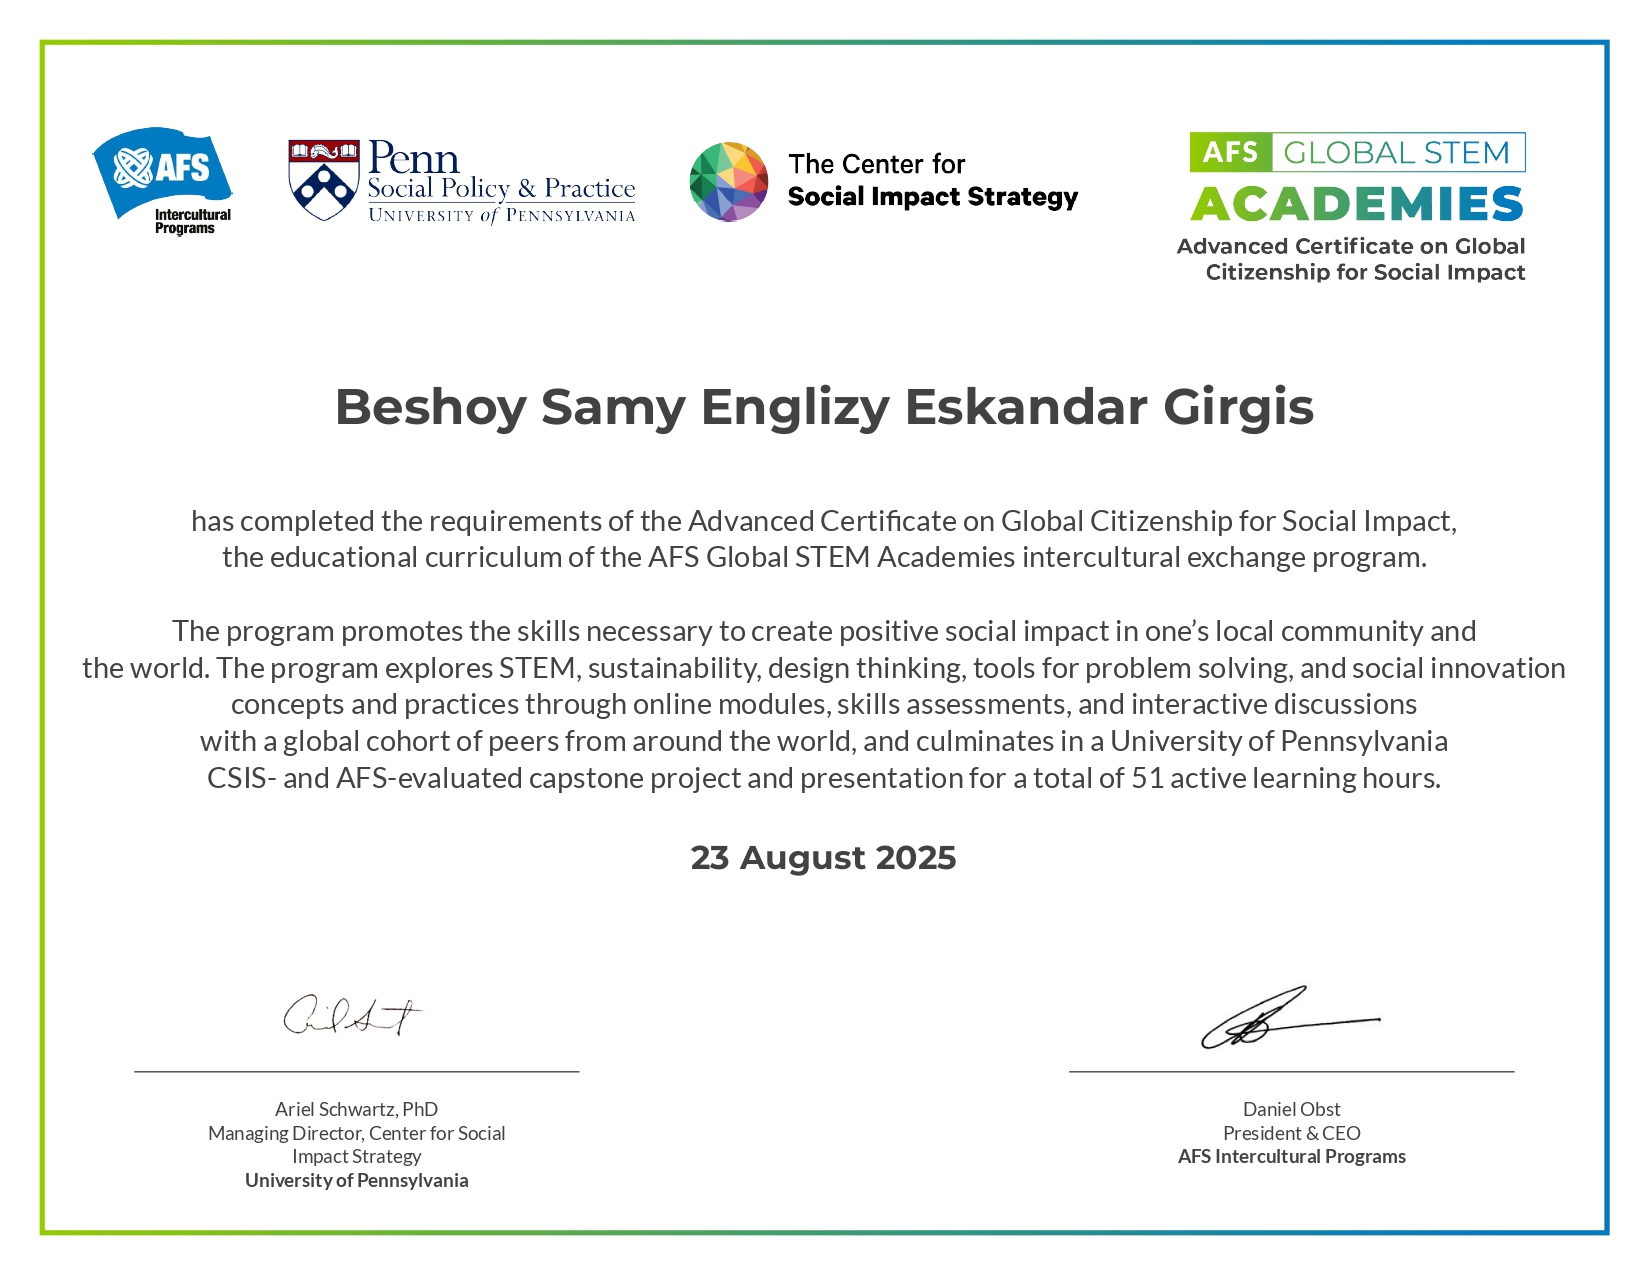 AFS
Intercultural
Programs
Penn
Social Policy & Practice
UNIVERSITY of PENNSYLVANIA
The Center for
Social Impact Strategy
AFS GLOBAL STEM
ACADEMIES
Advanced Certificate on Global
Citizenship for Social Impact
Beshoy Samy Englizy Eskandar Girgis
has completed the requirements of the Advanced Certificate on Global Citizenship for Social Impact,
the educational curriculum of the AFS Global STEM Academies intercultural exchange program.
The program promotes the skills necessary to create positive social impact in one’s local community and
the world. The program explores STEM, sustainability, design thinking, tools for problem solving, and social innovation
concepts and practices through online modules, skills assessments, and interactive discussions
with a global cohort of peers from around the world, and culminates in a University of Pennsylvania
CSIS- and AFS-evaluated capstone project and presentation for a total of 51 active learning hours.
23 August 2025
Ariel Schwartz, PhD
Managing Director, Center for Social
Impact Strategy
University of Pennsylvania
Daniel Obst
President & CEO
AFS Intercultural Programs